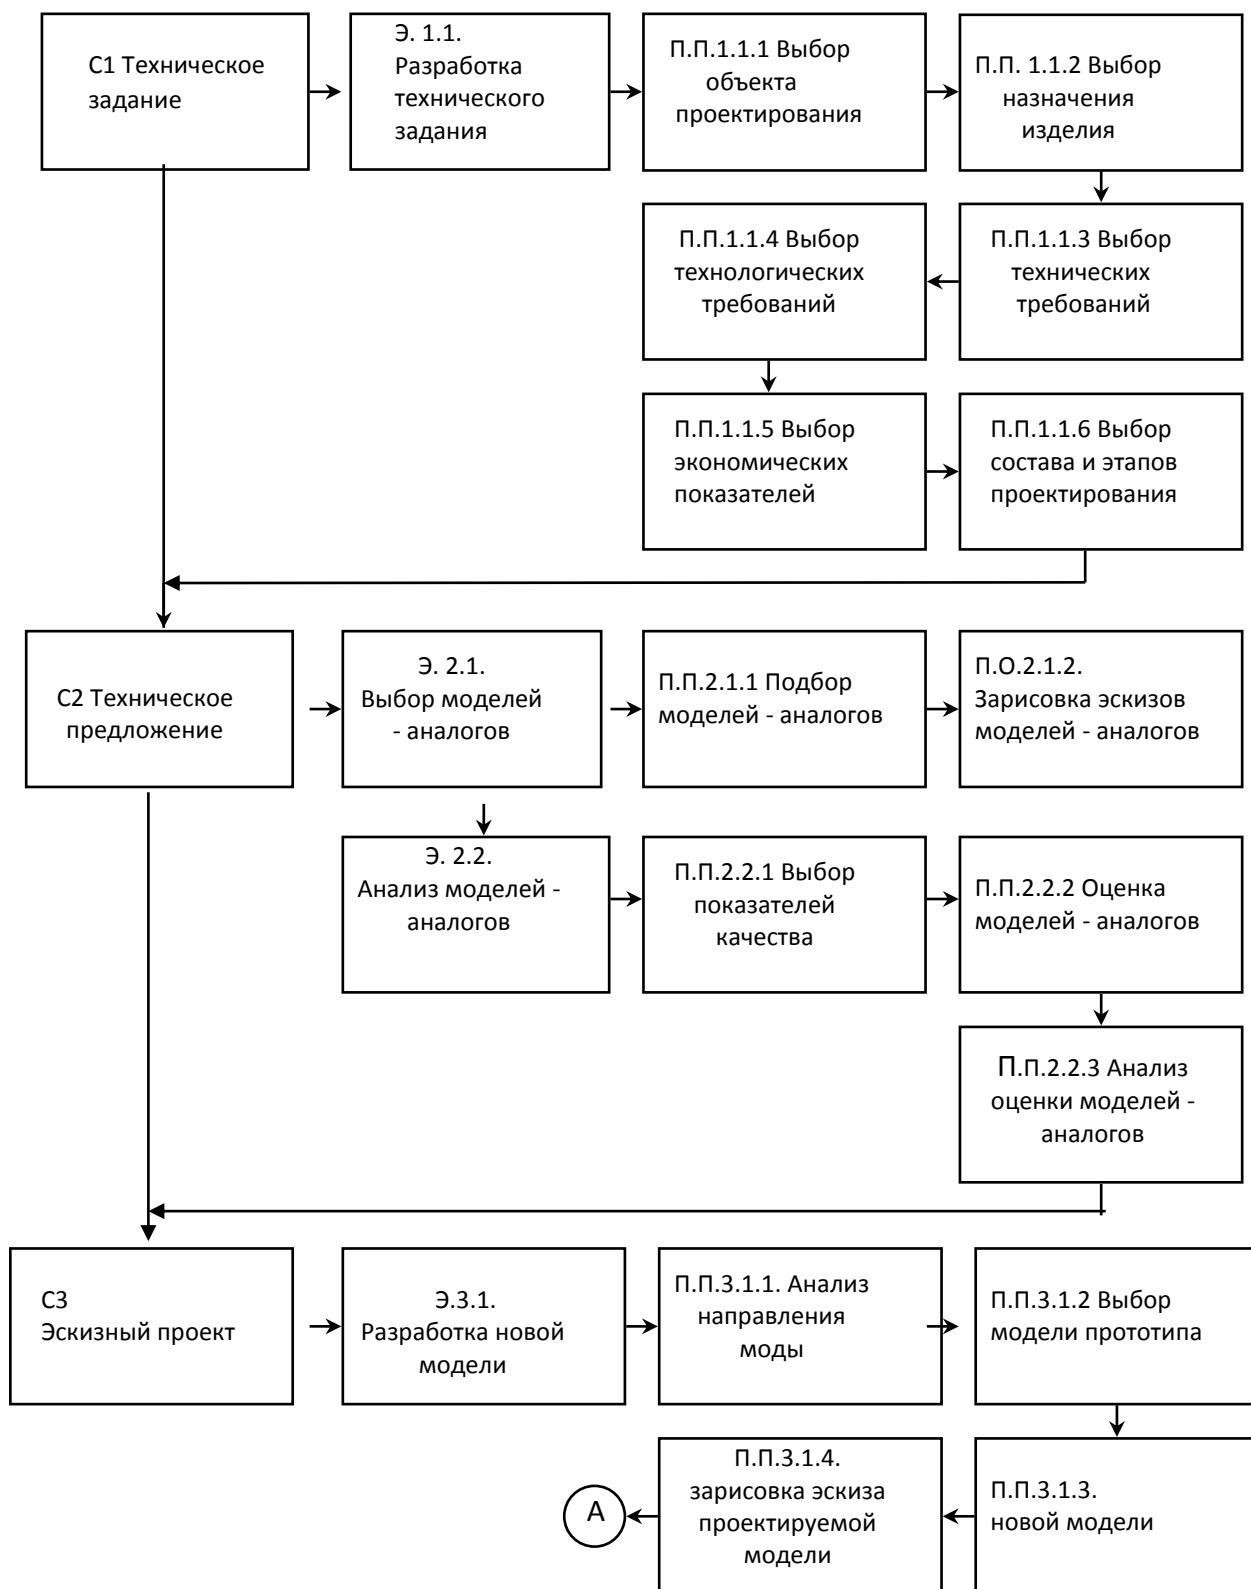 С1 Техническое
задание
Э. 1.1.
Разработка
технического
задания
П.П.1.1.1 Выбор
объекта
проектирования
П.П. 1.1.2 Выбор
назначения
изделия
П.П.1.1.4 Выбор
технологических
требований
П.П.1.1.3 Выбор
технических
требований
П.П.1.1.5 Выбор
экономических
показателей
П.П.1.1.6 Выбор
состава и этапов
проектирования
С2 Техническое
предложение
Э. 2.1.
Выбор моделей
- аналогов
П.П.2.1.1 Подбор
моделей - аналогов
П.О.2.1.2.
Зарисовка эскизов
моделей - аналогов
Э. 2.2.
Анализ моделей -
аналогов
П.П.2.2.1 Выбор
показателей
качества
П.П.2.2.2 Оценка
моделей - аналогов
П.П.2.2.3 Анализ
оценки моделей -
аналогов
С3
Эскизный проект
Э.3.1.
Разработка новой
модели
П.П.3.1.1. Анализ
направления
моды
П.П.3.1.2 Выбор
модели прототипа
А
П.П.3.1.4.
зарисовка эскиза
проектируемой
модели
П.П.3.1.3.
новой модели